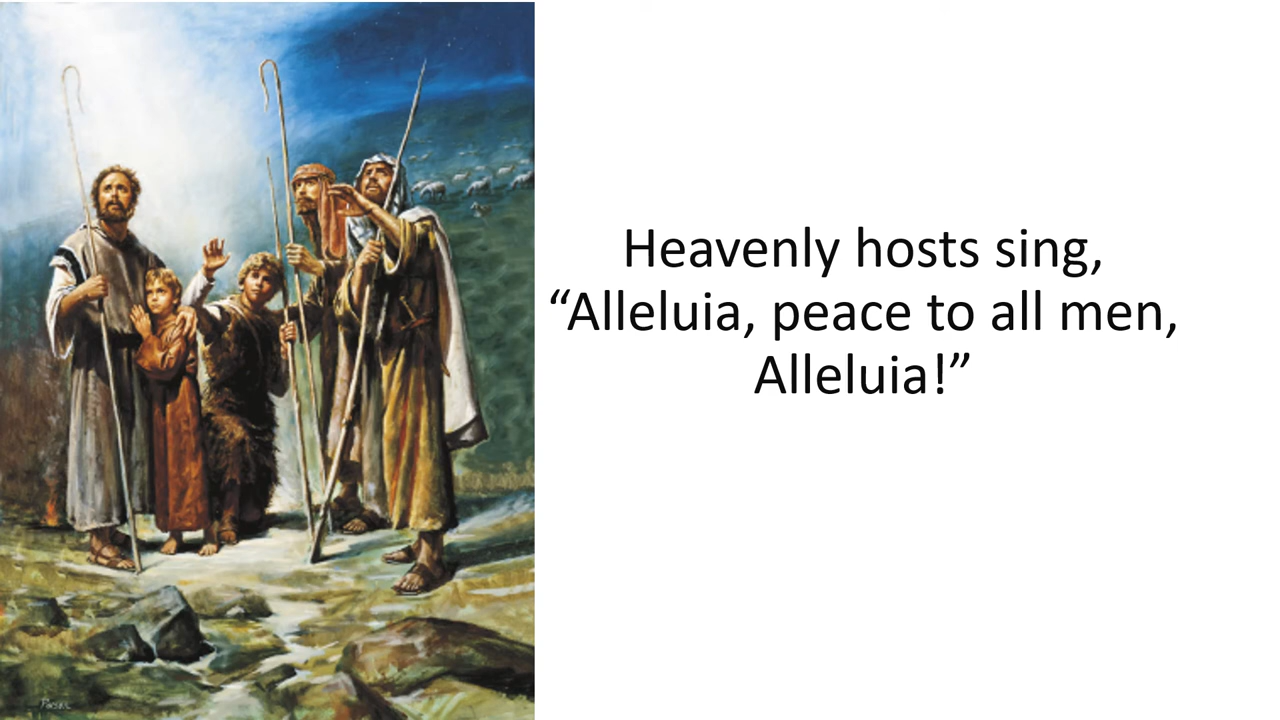 Heavenly hosts sing,
“Alleluia, peace to all men,
Alleluia!”